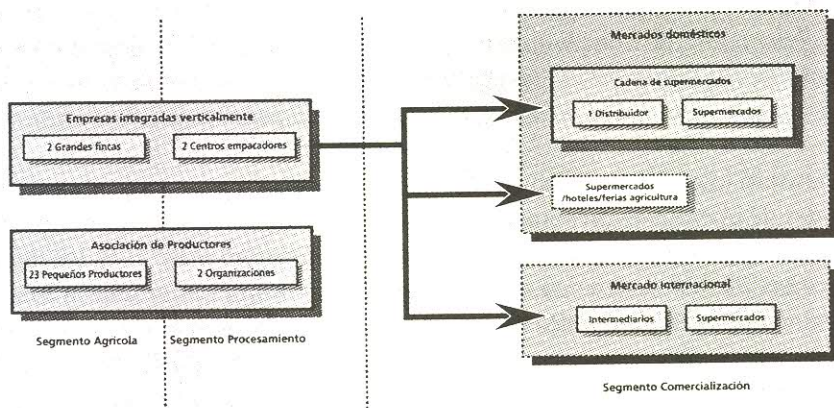 Empresas integradas verticalmente
2 Grandes fincas
2 Centros empacadores
Asociación de Productores
23 Pequeños Productores
2 Organizaciones
Segmento Agrícola
Segmento Procesamiento
Mercados domésticos
Cadena de supermercados
1 Distribuidor
Supermercados
Supermercados
/hoteles/ferias agricultura
Mercado internacional
Intermediarios
Supermercados
Segmento Comercialización